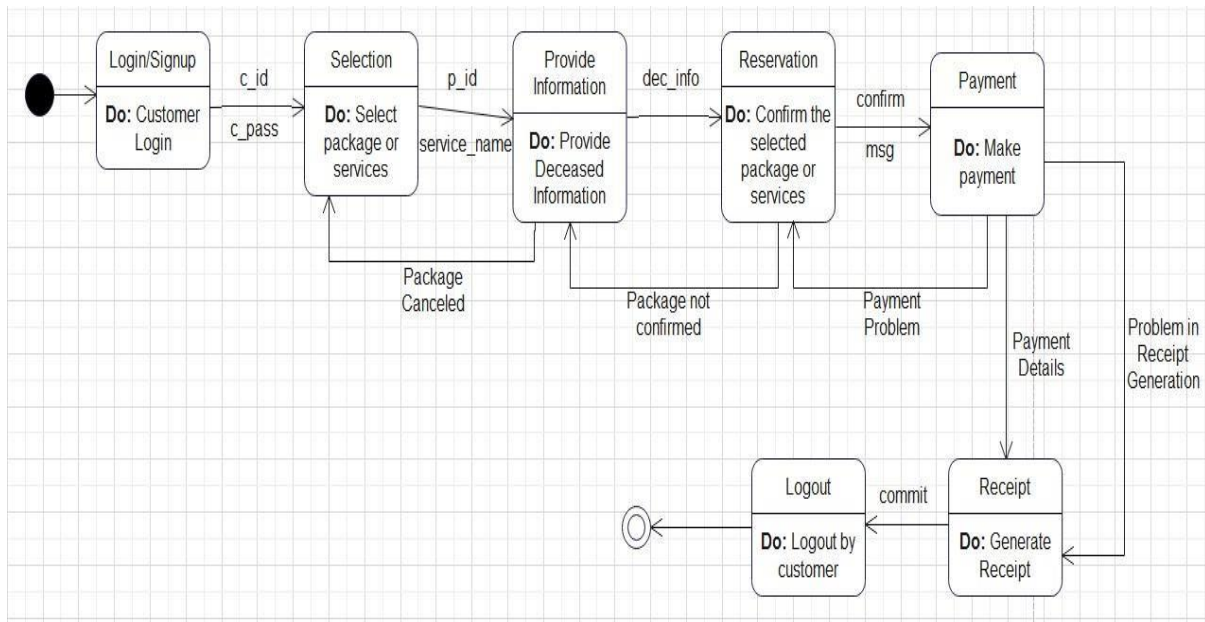 Login/Signup
Do: Customer
Login
c_id
c_pass
Selection
Do: Select
package or
services
p_id
service_name
Provide
Information
Do: Provide
Deceased
Information
dec_info
Reservation
Do: Confirm the
selected
package or
services
confirm
msg
Payment
Do: Make
payment
Package
Canceled
Package not
confirmed
Payment
Problem
Payment
Details
Problem in
Receipt
Generation
Logout
Do: Logout by
customer
commit
Receipt
Do: Generate
Receipt